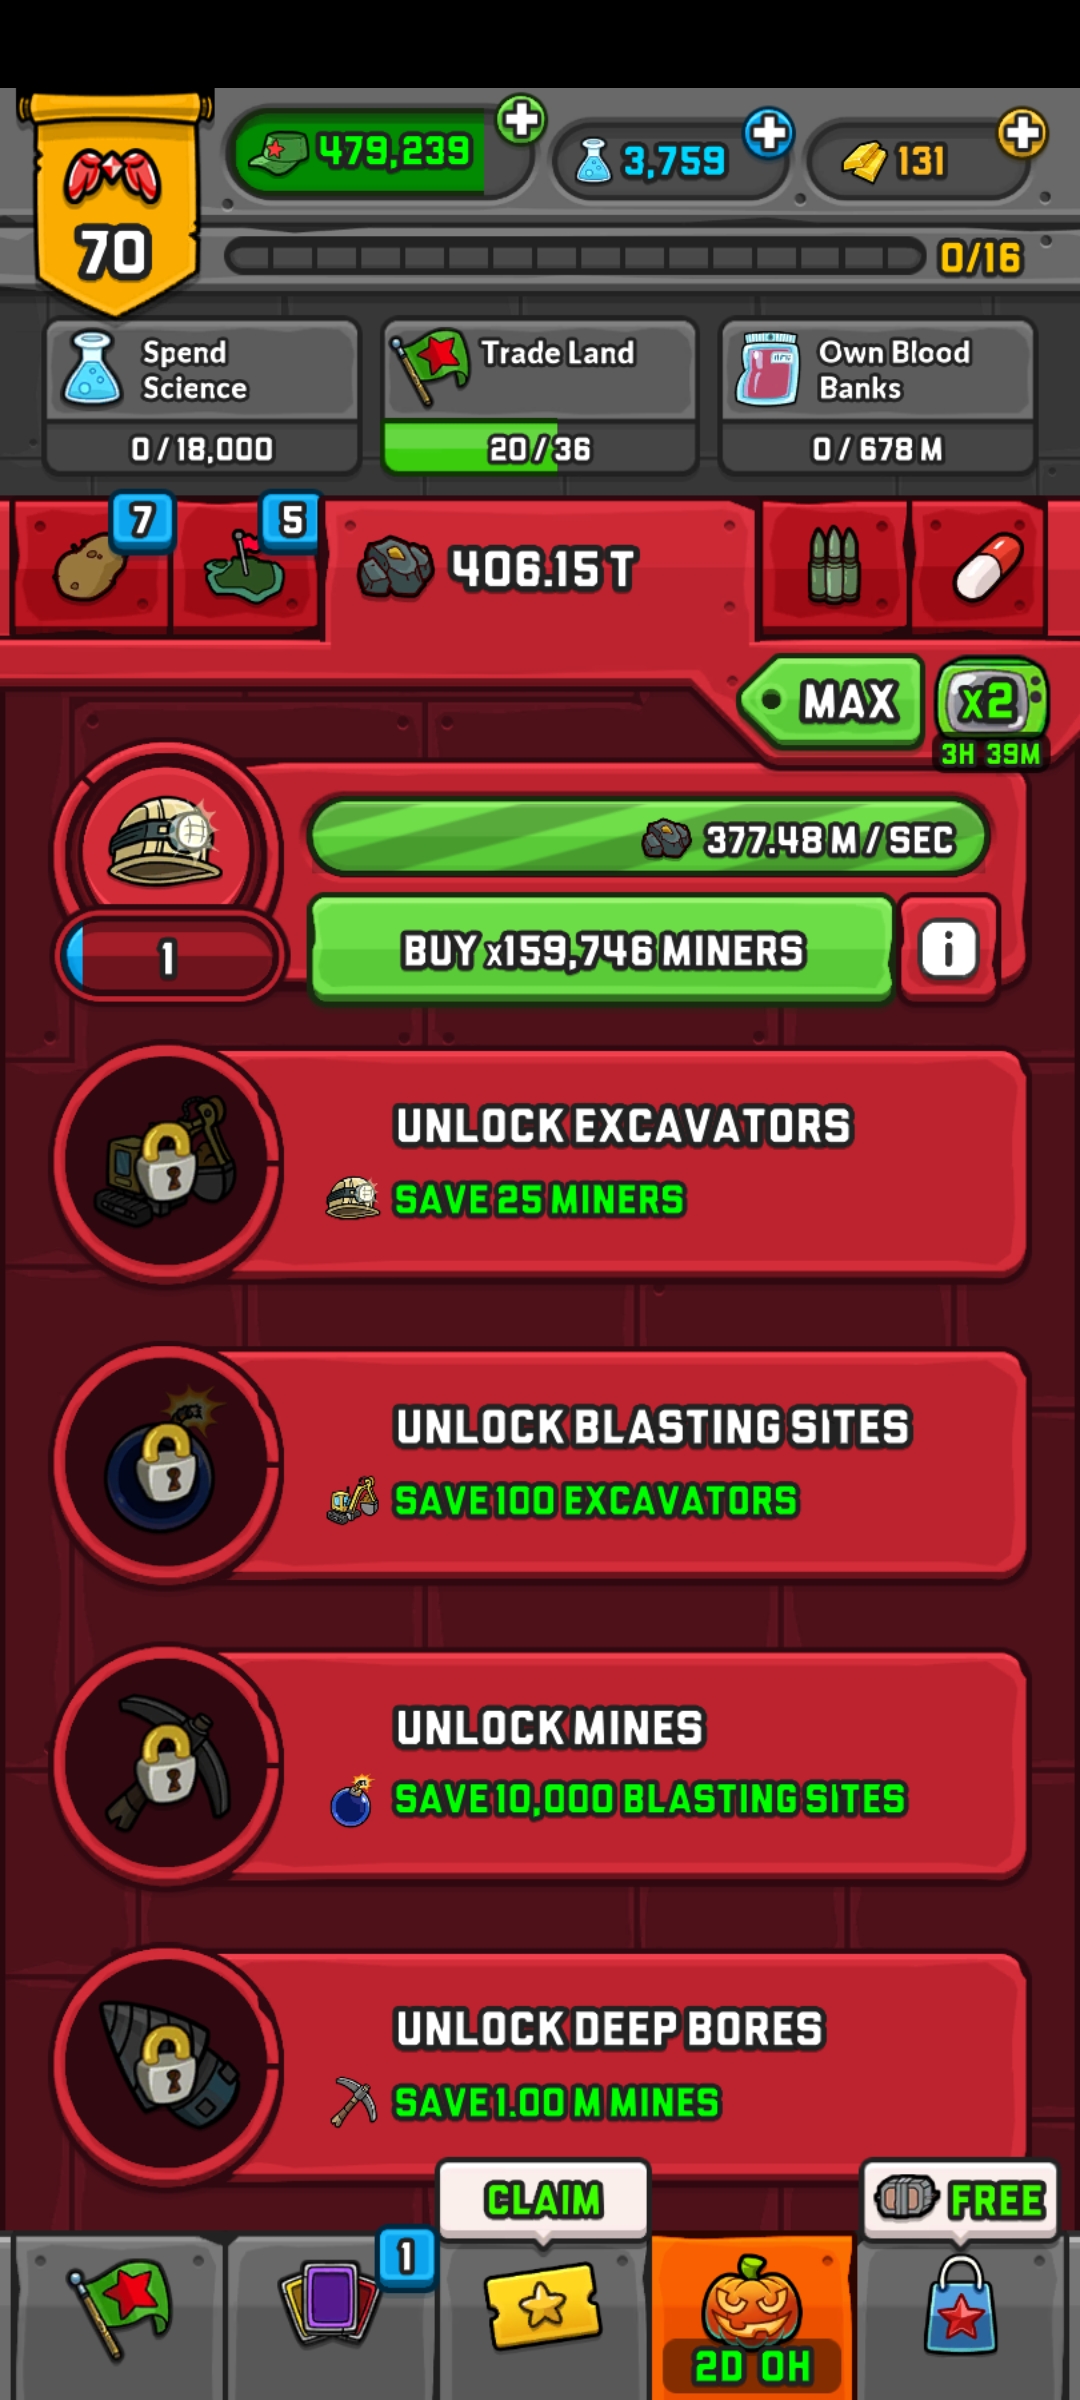 70
479,239
3,759
131
0/16
Spend
Science
0 / 18,000
Trade Land
20 / 36
Own Blood
Banks
0 / 678 M
7
5
406.15 T
MAX
x2
3H 39M
377.48 M / SEC
1
BUY x159,746 MINERS
i
UNLOCK EXCAVATORS
SAVE 25 MINERS
UNLOCK BLASTING SITES
SAVE 100 EXCAVATORS
UNLOCK MINES
SAVE 10,000 BLASTING SITES
UNLOCK DEEP BORES
SAVE 1.00 M MINES
CLAIM
FREE
1
2D 0H